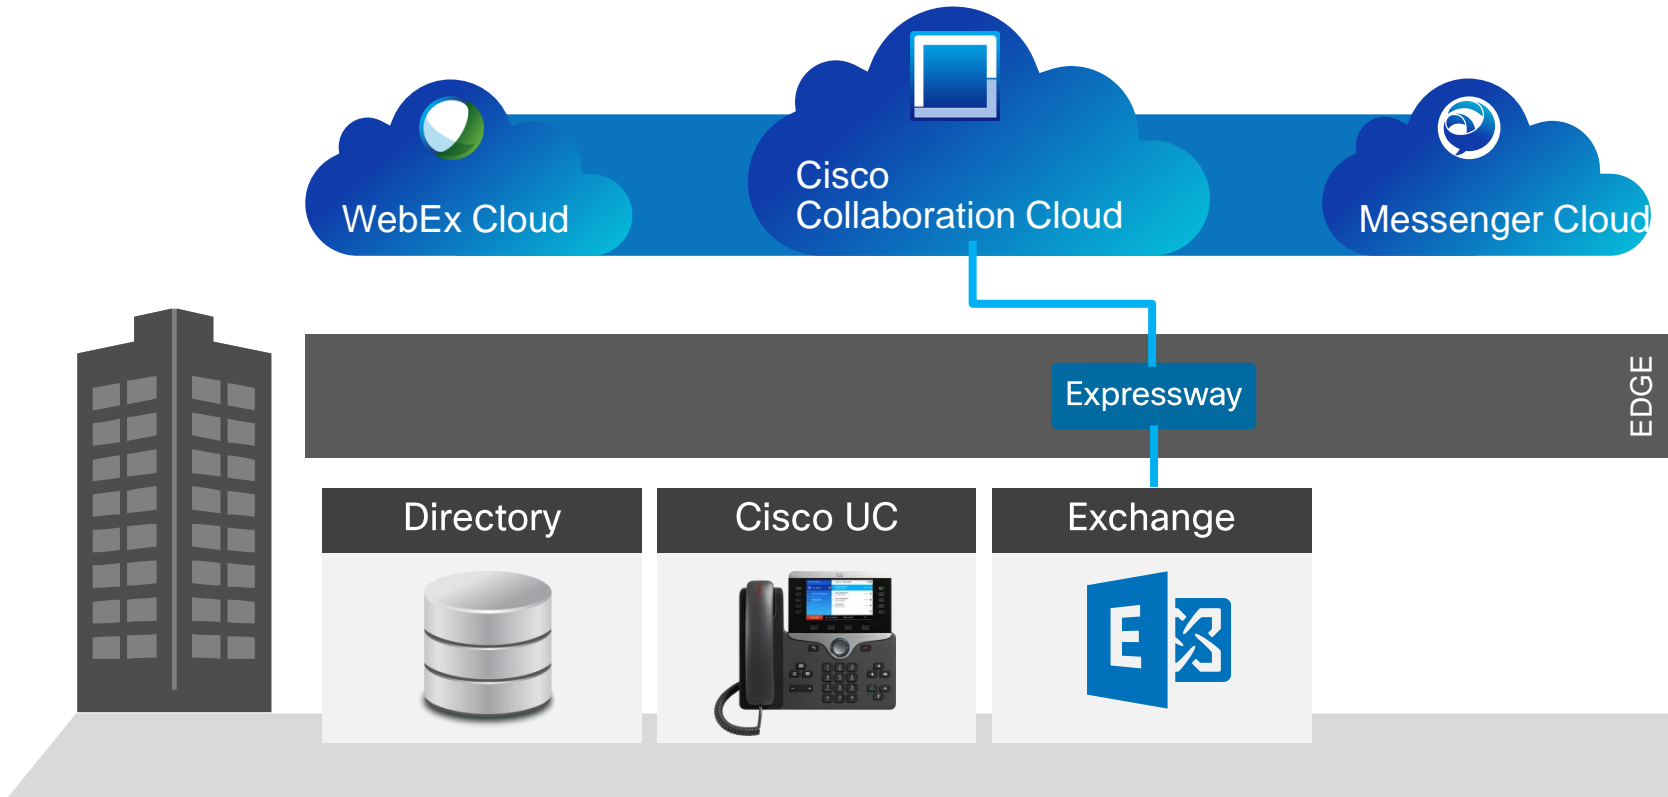 WebEx Cloud
Cisco
Collaboration Cloud
Messenger Cloud
Expressway
EDGE
Directory
Cisco UC
Exchange
E